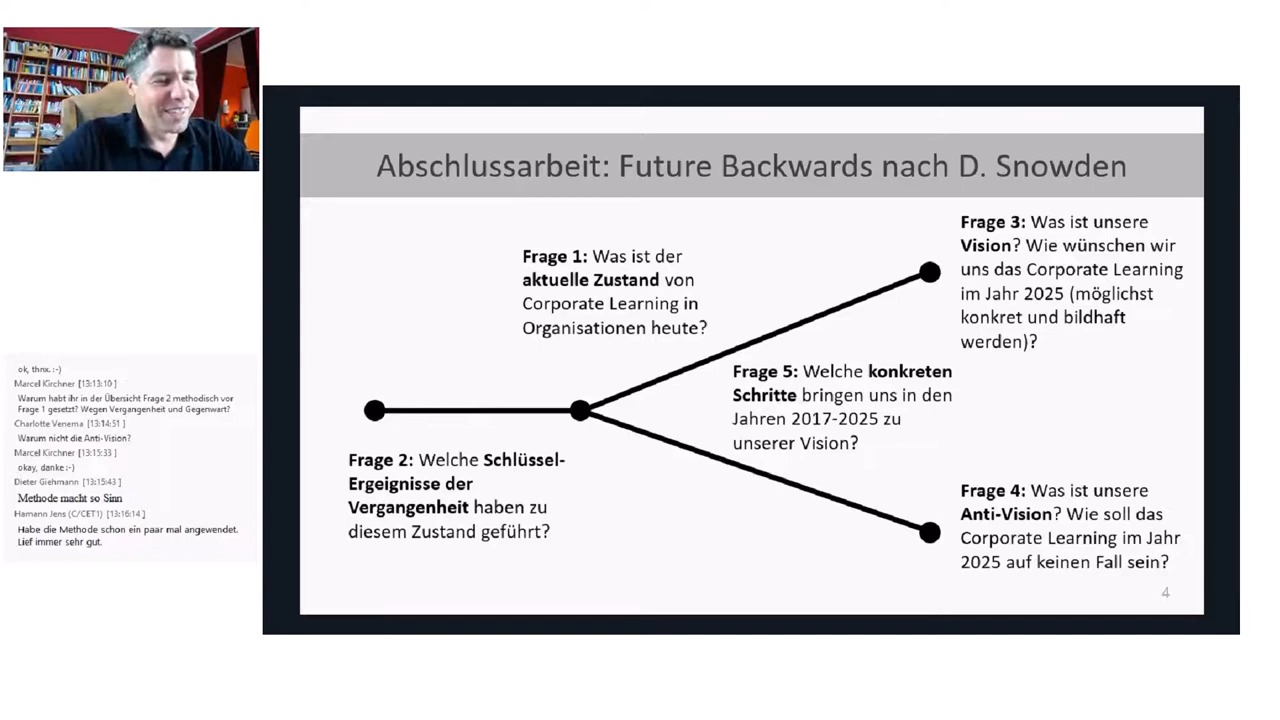 Abschlussarbeit: Future Backwards nach D. Snowden
Frage 1: Was ist der
aktuelle Zustand von
Corporate Learning in
Organisationen heute?
Frage 2: Welche Schlüssel-
Ergeignisse der
Vergangenheit haben zu
diesem Zustand geführt?
Frage 3: Was ist unsere
Vision? Wie wünschen wir
uns das Corporate Learning
im Jahr 2025 (möglichst
konkret und bildhaft
werden)?
Frage 5: Welche konkreten
Schritte bringen uns in den
Jahren 2017-2025 zu
unserer Vision?
Frage 4: Was ist unsere
Anti-Vision? Wie soll das
Corporate Learning im Jahr
2025 auf keinen Fall sein?
4
ok, thnx. :-)
Marcel Kirchner [13:13:10 ]
Warum habt ihr in der Übersicht Frage 2 methodisch vor
Frage 1 gesetzt? Wegen Vergangenheit und Gegenwart?
Charlotte Venema [13:14:51 ]
Warum nicht die Anti-Vision?
Marcel Kirchner [13:15:33 ]
okay, danke :-)
Dieter Giehmann [13:15:43 ]
Methode macht so Sinn
Hamann Jens (C/CET1) [13:16:14 ]
Habe die Methode schon ein paar mal angewendet.
Lief immer sehr gut.